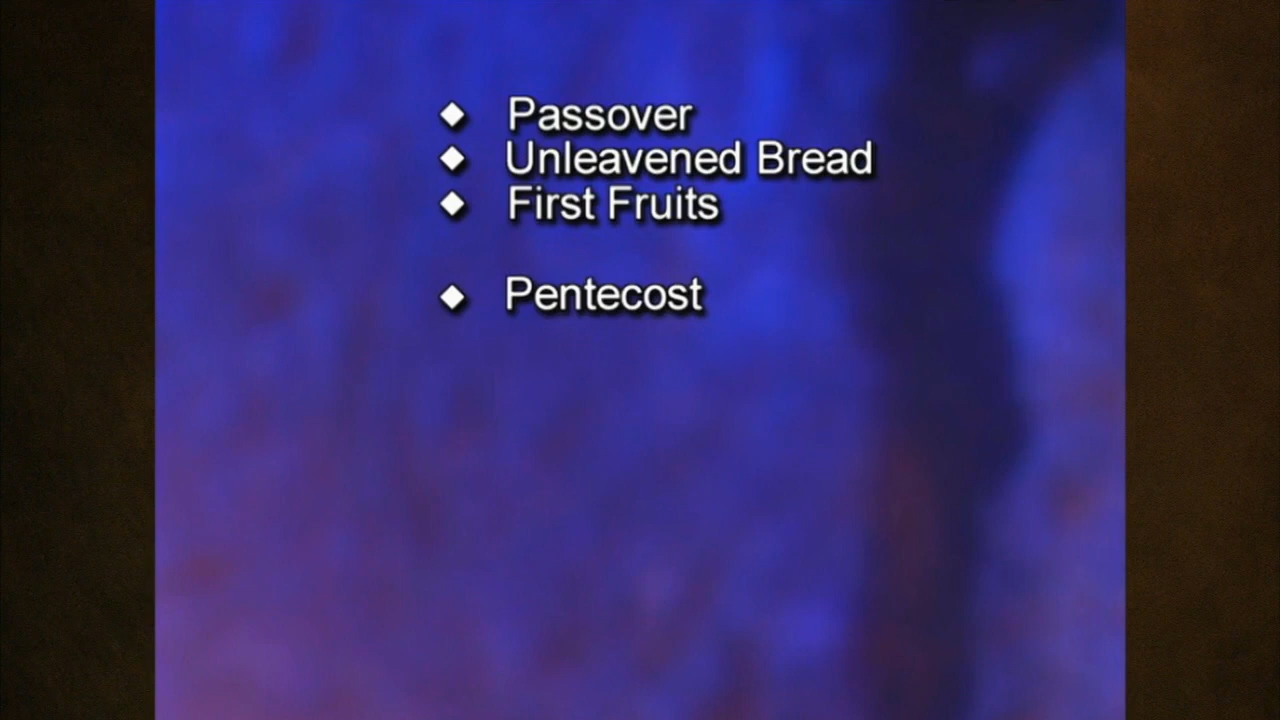 ◆ Passover
◆ Unleavened Bread
◆ First Fruits
◆ Pentecost